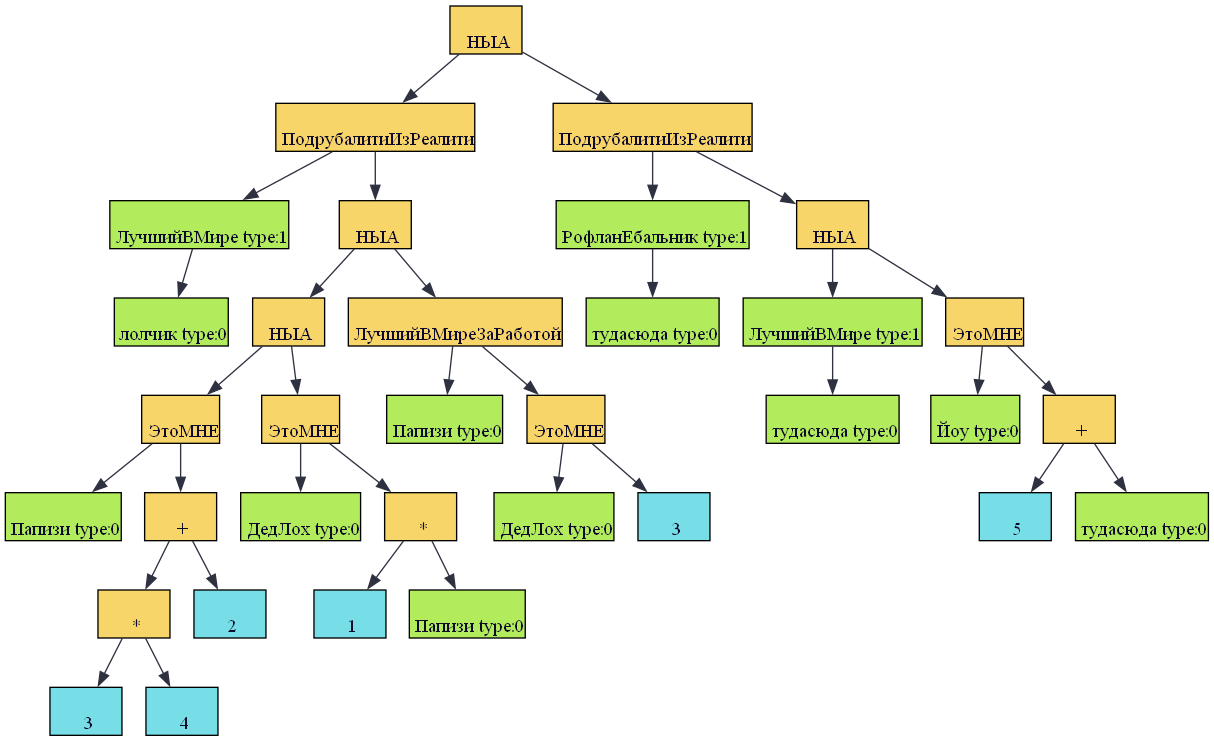 НЫА
ПодрубалитиИзРеалити
ПодрубалитиИзРеалити
ЛучшийВМире type:1
НЫА
РофланЕбальник type:1
НЫА
лолчик type:0
НЫА
ЛучшийВМиреЗаРаботой
тудасюда type:0
ЛучшийВМире type:1
ЭтоМНЕ
ЭтоМНЕ
ЭтоМНЕ
Папизи type:0
ЭтоМНЕ
тудасюда type:0
Йоу type:0
+
Папизи type:0
+
ДедЛох type:0
*
ДедЛох type:0
3
5
тудасюда type:0
*
2
1
Папизи type:0
3
4